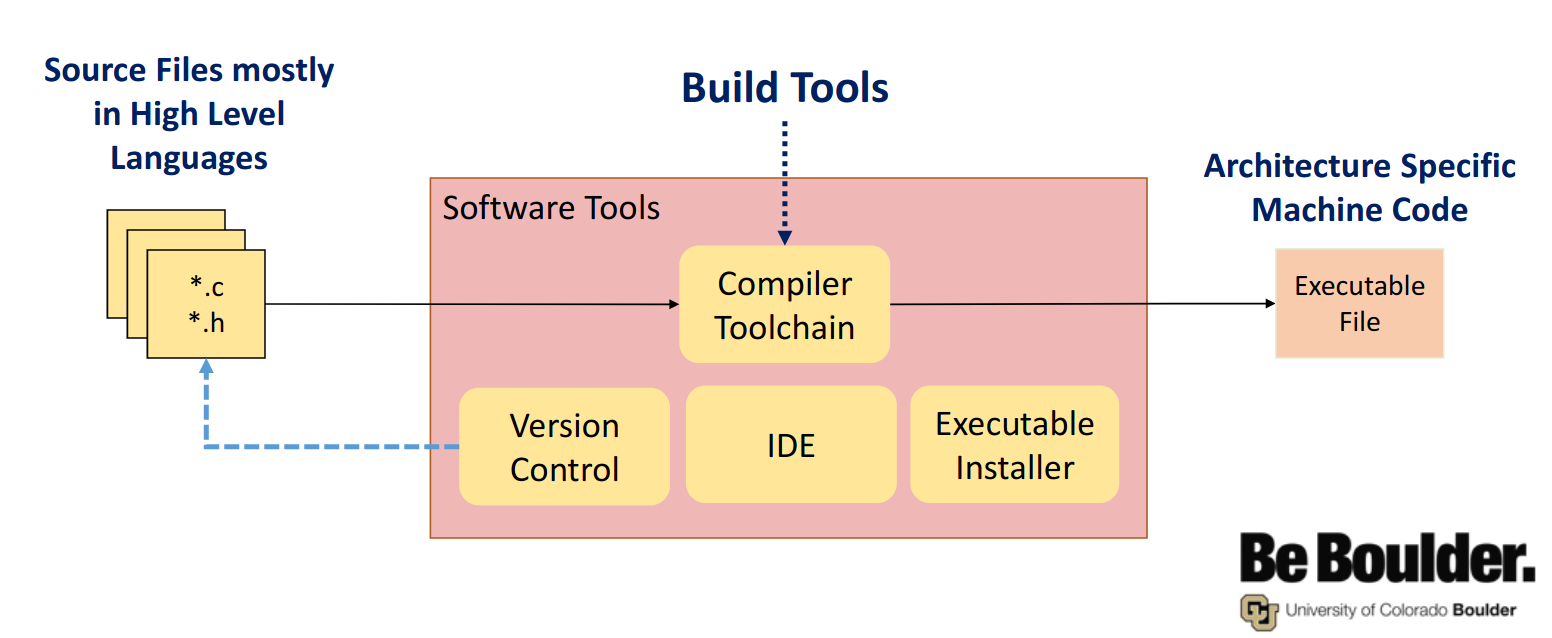 Source Files mostly
in High Level
Languages
Build Tools
Architecture Specific
Machine Code
Software Tools
*.c
*.h
Compiler
Toolchain
Executable
File
Version
Control
IDE
Executable
Installer
Be Boulder.
University of Colorado Boulder